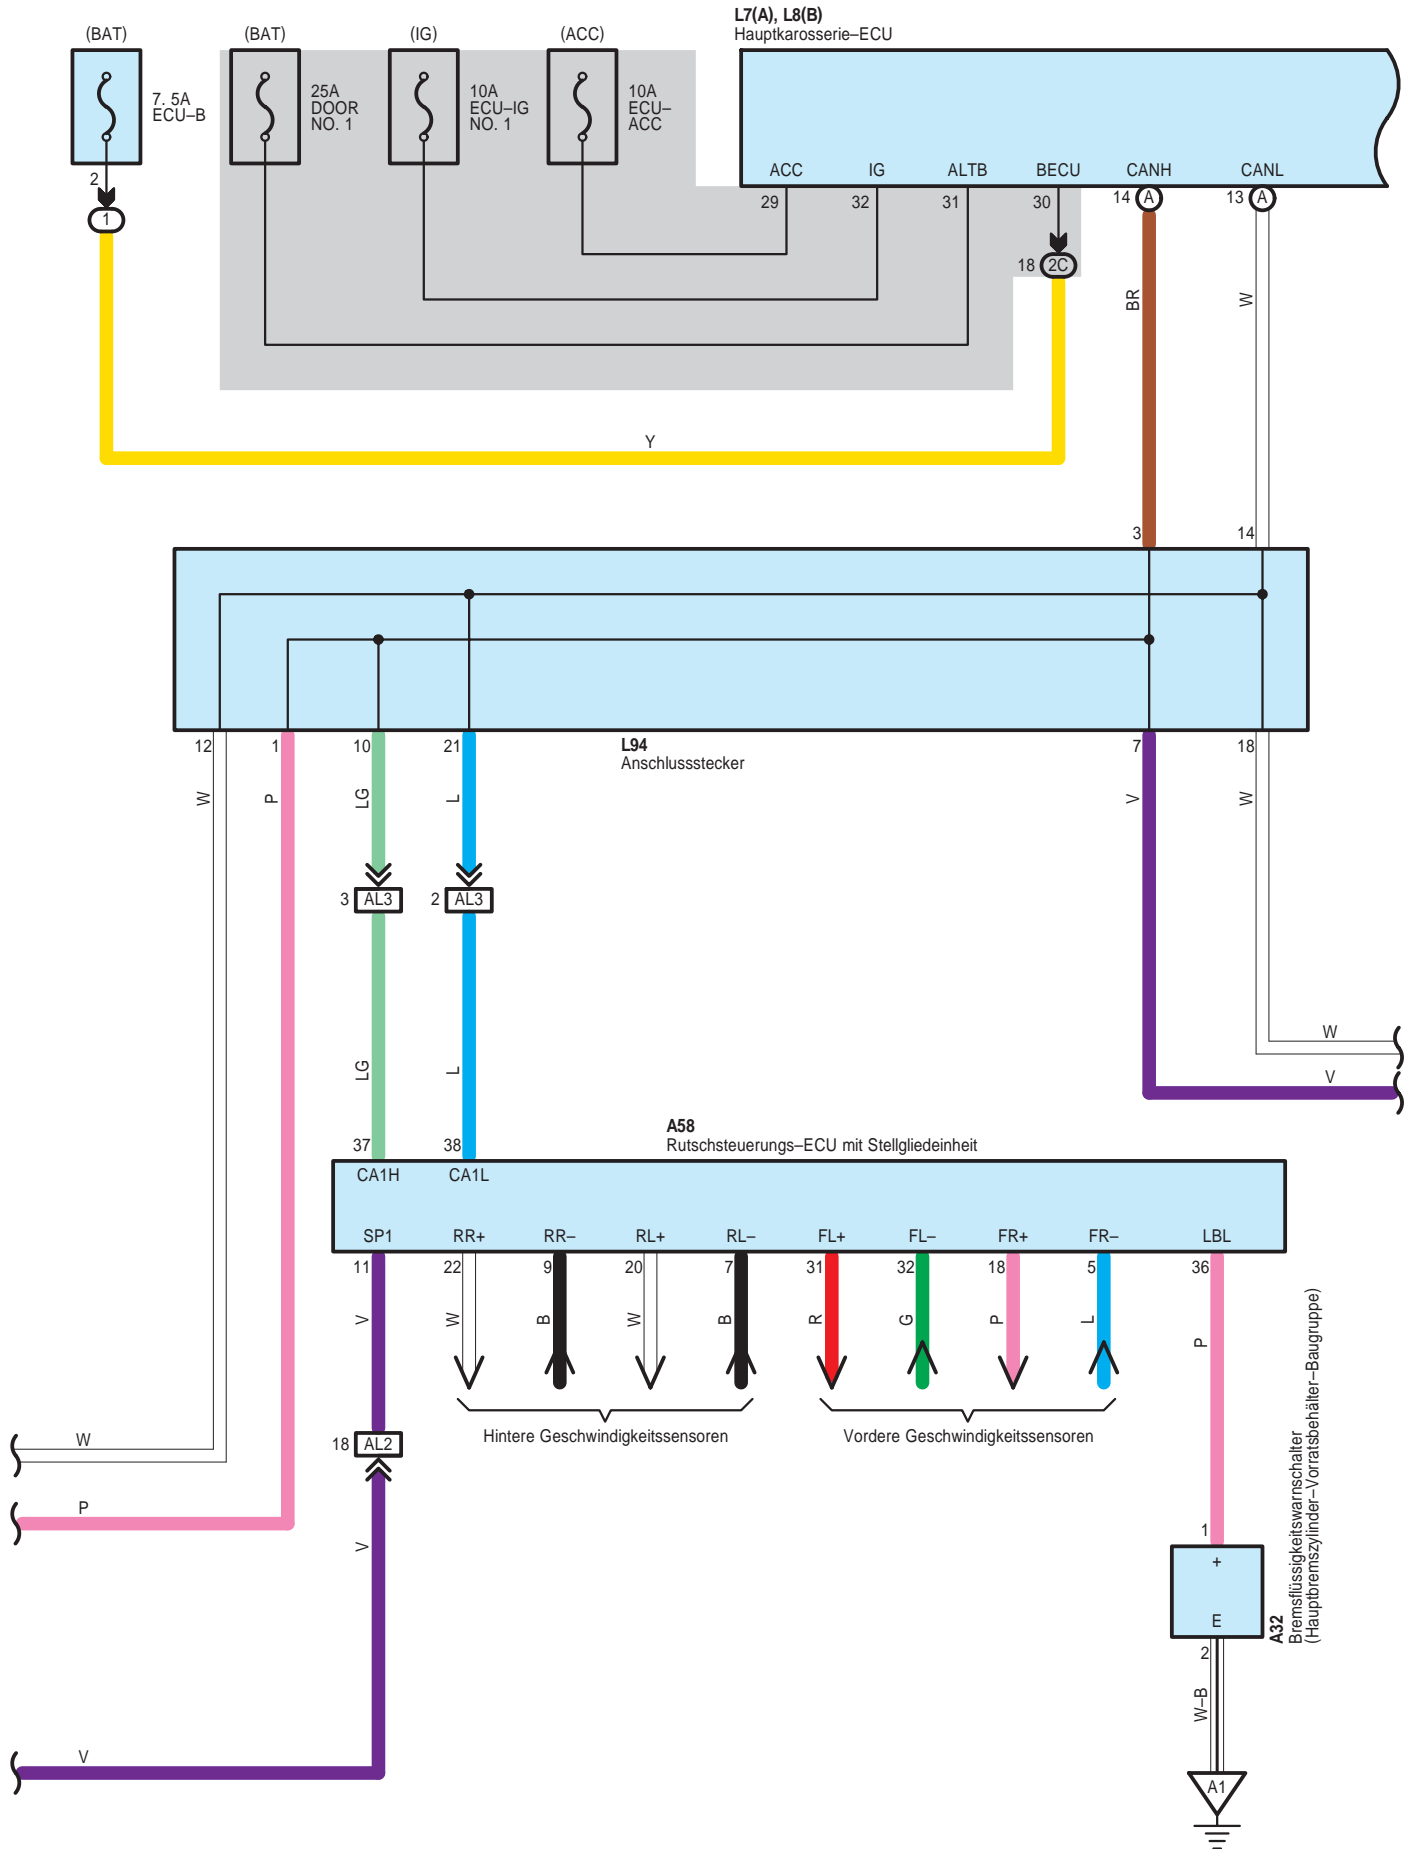 L7(A), L8(B)
Hauptkarosserie–ECU
(BAT)
(BAT)
(IG)
(ACC)
7. 5A
ECU–B
25A
DOOR
NO. 1
10A
ECU–IG
NO. 1
10A
ECU–
ACC
ACC
IG
ALTB
BECU
CANH
CANL
2
29
32
31
30
14
A
13
A
1
18
2C
BR
W
Y
3
14
12
1
10
21
L94
Anschlussstecker
7
18
W
P
LG
L
V
W
3
AL3
2
AL3
W
V
LG
L
A58
Rutschsteuerungs–ECU mit Stellgliedeinheit
37
38
CA1H
CA1L
SP1
RR+
RR–
RL+
RL–
FL+
FL–
FR+
FR–
LBL
11
22
9
20
7
31
32
18
5
36
V
W
B
W
B
R
G
P
L
P
Hintere Geschwindigkeitssensoren
Vordere Geschwindigkeitssensoren
W
18
AL2
P
V
1
+
E
A32
Bremsflüssigkeitswarnschalter
(Hauptbremszylinder–Vorratsbehälter–Baugruppe)
2
W–B
V
A1